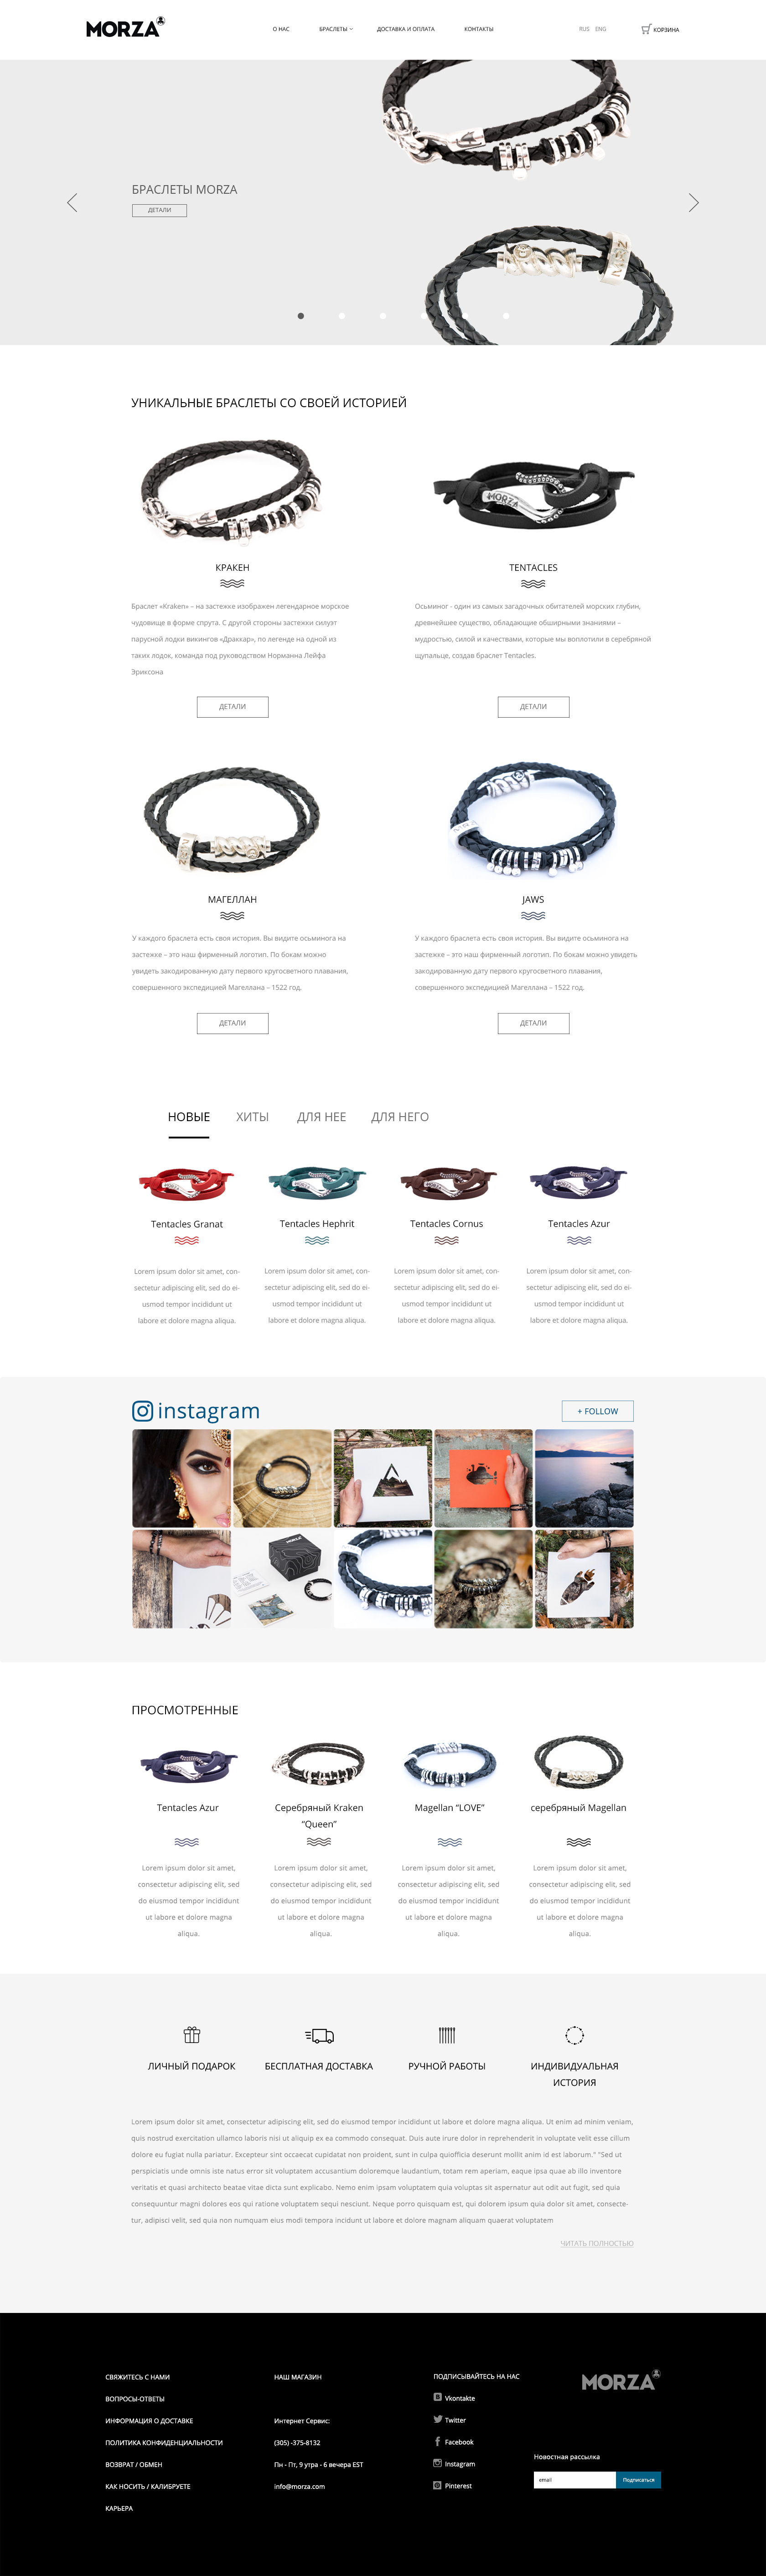 MORZA
О НАС
БРАСЛЕТЫ
ДОСТАВКА И ОПЛАТА
КОНТАКТЫ
RUS ENG
КОРЗИНА
БРАСЛЕТЫ MORZA
ДЕТАЛИ
УНИКАЛЬНЫЕ БРАСЛЕТЫ СО СВОЕЙ ИСТОРИЕЙ
КРАКЕН
Браслет «Kraken» – на застежке изображен легендарное морское
чудовище в форме спрута. С другой стороны застежки силуэт
парусной лодки викингов «Драккар», по легенде на одной из
таких лодок, команда под руководством Норманна Лейфа
Эриксона
ДЕТАЛИ
MORZA
TENTACLES
Осьминог - один из самых загадочных обитателей морских глубин,
древнейшее существо, обладающие обширными знаниями –
мудростью, силой и качествами, которые мы воплотили в серебряной
щупальце, создав браслет Tentacles.
ДЕТАЛИ
МАГЕЛЛАН
У каждого браслета есть своя история. Вы видите осьминога на
застежке – это наш фирменный логотип. По бокам можно
увидеть закодированную дату первого кругосветного плавания,
совершенного экспедицией Магеллана – 1522 год.
ДЕТАЛИ
JAWS
У каждого браслета есть своя история. Вы видите осьминога на
застежке – это наш фирменный логотип. По бокам можно увидеть
закодированную дату первого кругосветного плавания,
совершенного экспедицией Магеллана – 1522 год.
ДЕТАЛИ
НОВЫЕ
ХИТЫ
ДЛЯ НЕЕ
ДЛЯ НЕГО
Tentacles Granat
Lorem ipsum dolor sit amet, con-
sectetur adipiscing elit, sed do ei-
usmod tempor incididunt ut
labore et dolore magna aliqua.
Tentacles Hephrit
Lorem ipsum dolor sit amet, con-
sectetur adipiscing elit, sed do ei-
usmod tempor incididunt ut
labore et dolore magna aliqua.
Tentacles Cornus
Lorem ipsum dolor sit amet, con-
sectetur adipiscing elit, sed do ei-
usmod tempor incididunt ut
labore et dolore magna aliqua.
Tentacles Azur
Lorem ipsum dolor sit amet, con-
sectetur adipiscing elit, sed do ei-
usmod tempor incididunt ut
labore et dolore magna aliqua.
instagram
+ FOLLOW
MORZA
ПРОСМОТРЕННЫЕ
Tentacles Azur
Lorem ipsum dolor sit amet,
consectetur adipiscing elit, sed
do eiusmod tempor incididunt
ut labore et dolore magna
aliqua.
Серебряный Kraken
“Queen”
Lorem ipsum dolor sit amet,
consectetur adipiscing elit, sed
do eiusmod tempor incididunt
ut labore et dolore magna
aliqua.
Magellan “LOVE”
Lorem ipsum dolor sit amet,
consectetur adipiscing elit, sed
do eiusmod tempor incididunt
ut labore et dolore magna
aliqua.
серебряный Magellan
Lorem ipsum dolor sit amet,
consectetur adipiscing elit, sed
do eiusmod tempor incididunt
ut labore et dolore magna
aliqua.
ЛИЧНЫЙ ПОДАРОК
БЕСПЛАТНАЯ ДОСТАВКА
РУЧНОЙ РАБОТЫ
ИНДИВИДУАЛЬНАЯ
ИСТОРИЯ
Lorem ipsum dolor sit amet, consectetur adipiscing elit, sed do eiusmod tempor incididunt ut labore et dolore magna aliqua. Ut enim ad minim veniam,
quis nostrud exercitation ullamco laboris nisi ut aliquip ex ea commodo consequat. Duis aute irure dolor in reprehenderit in voluptate velit esse cillum
dolore eu fugiat nulla pariatur. Excepteur sint occaecat cupidatat non proident, sunt in culpa quiofficia deserunt mollit anim id est laborum." "Sed ut
perspiciatis unde omnis iste natus error sit voluptatem accusantium doloremque laudantium, totam rem aperiam, eaque ipsa quae ab illo inventore
veritatis et quasi architecto beatae vitae dicta sunt explicabo. Nemo enim ipsam voluptatem quia voluptas sit aspernatur aut odit aut fugit, sed quia
consequuntur magni dolores eos qui ratione voluptatem sequi nesciunt. Neque porro quisquam est, qui dolorem ipsum quia dolor sit amet, consecte-
tur, adipisci velit, sed quia non numquam eius modi tempora incidunt ut labore et dolore magnam aliquam quaerat voluptatem
ЧИТАТЬ ПОЛНОСТЬЮ
СВЯЖИТЕСЬ С НАМИ
ВОПРОСЫ-ОТВЕТЫ
ИНФОРМАЦИЯ О ДОСТАВКЕ
ПОЛИТИКА КОНФИДЕНЦИАЛЬНОСТИ
ВОЗВРАТ / ОБМЕН
КАК НОСИТЬ / КАЛИБРУЕТЕ
КАРЬЕРА
НАШ МАГАЗИН
Интернет Сервис:
(305) -375-8132
Пн - Пт, 9 утра - 6 вечера EST
info@morza.com
ПОДПИСЫВАЙТЕСЬ НА НАС
Vkontakte
Twitter
Facebook
Instagram
Pinterest
MORZA
Новостная рассылка
email
Подписаться